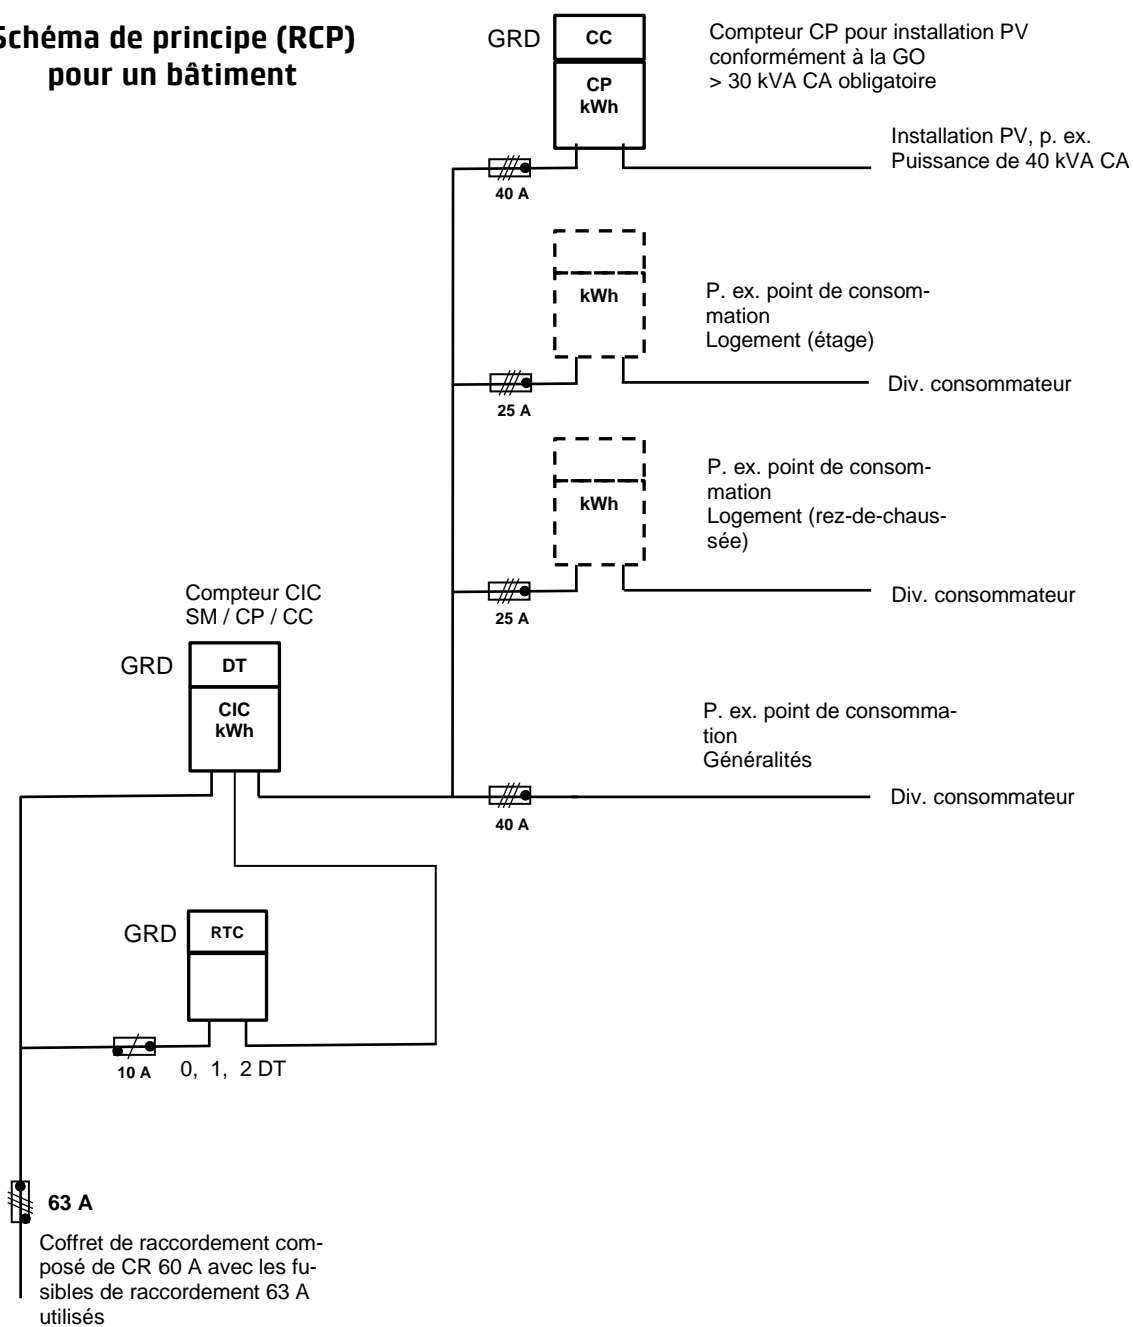 Schéma de principe (RCP)
pour un bâtiment
GRD
CC
CP
kWh
Compteur CP pour installation PV
conformément à la GO
> 30 kVA CA obligatoire
Installation PV, p. ex.
Puissance de 40 kVA CA
40 A
kWh
P. ex. point de consom-
mation
Logement (étage)
Div. consommateur
25 A
kWh
P. ex. point de consom-
mation
Logement (rez-de-chaus-
sée)
Div. consommateur
25 A
Compteur CIC
SM / CP / CC
GRD
DT
CIC
kWh
P. ex. point de consomma-
tion
Généralités
Div. consommateur
40 A
GRD
RTC
10 A
0, 1, 2 DT
63 A
Coffret de raccordement com-
posé de CR 60 A avec les fu-
sibles de raccordement 63 A
utilisés